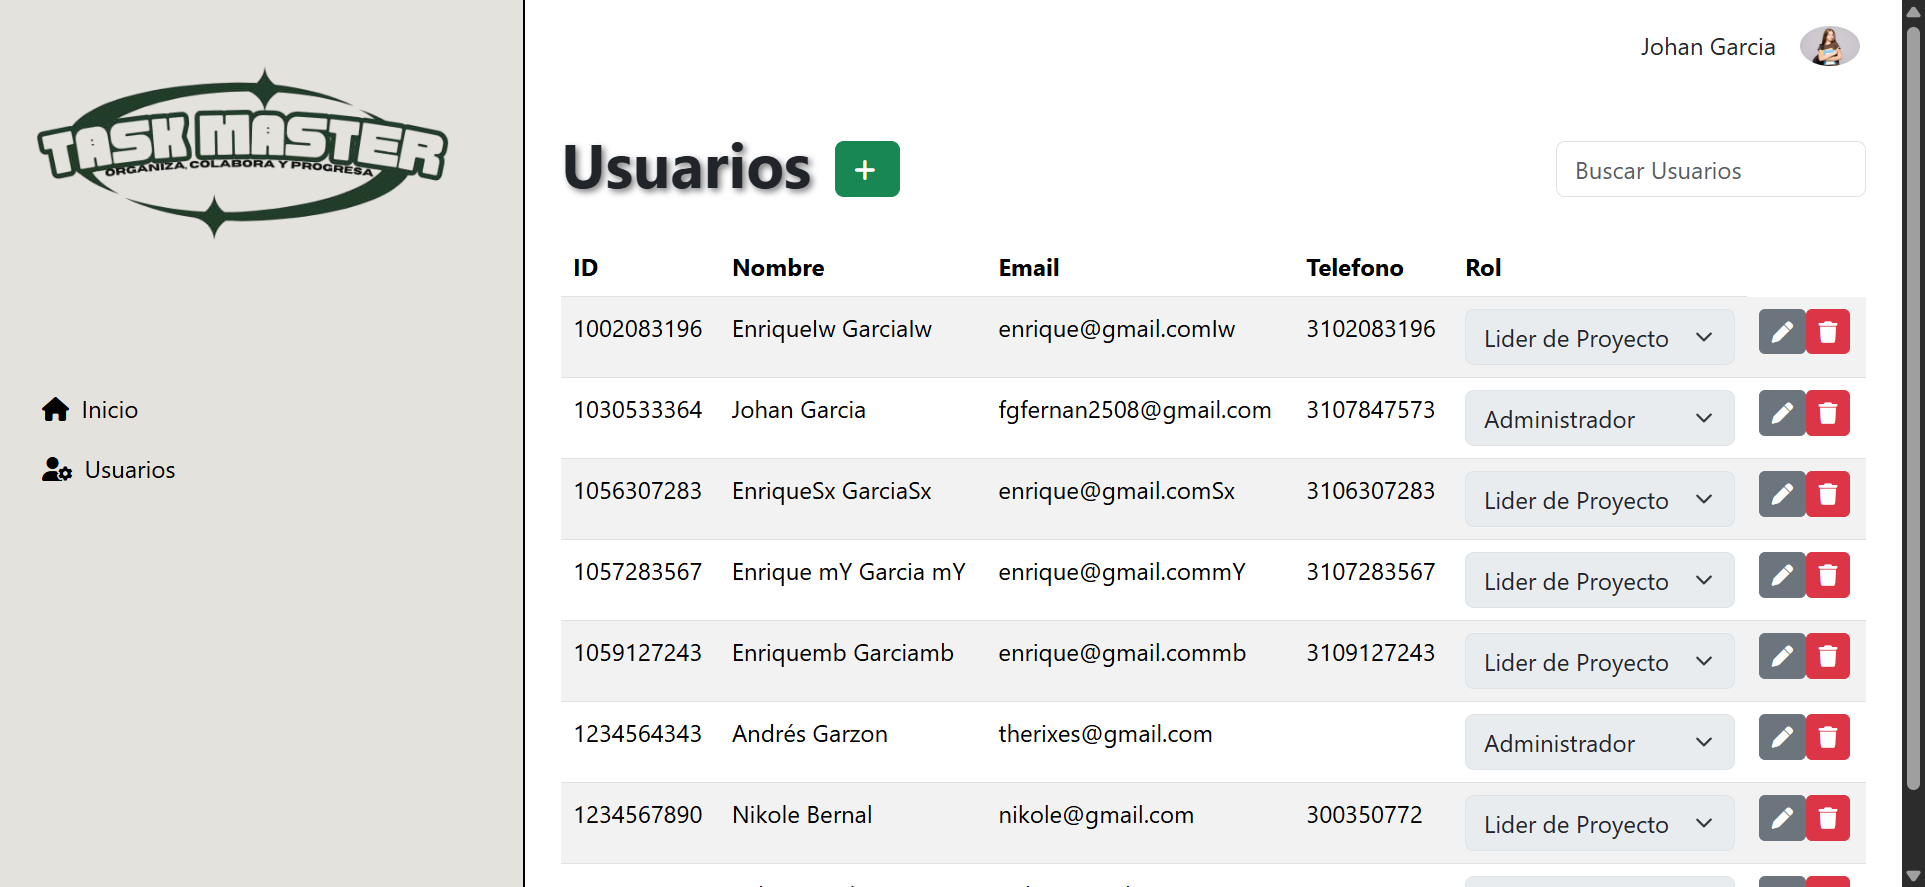 TASK MASTER
ORGANIZA, COLABORA Y PROGRESA
Inicio
Usuarios
Johan Garcia
Usuarios +
Buscar Usuarios
ID Nombre Email Telefono Rol
1002083196 EnriqueIw GarciaIw enrique@gmail.comIw 3102083196 Lider de Proyecto
1030533364 Johan Garcia fgfernan2508@gmail.com 3107847573 Administrador
1056307283 EnriqueSx GarciaSx enrique@gmail.comSx 3106307283 Lider de Proyecto
1057283567 Enrique mY Garcia mY enrique@gmail.commY 3107283567 Lider de Proyecto
1059127243 Enriquemb Garciamb enrique@gmail.commb 3109127243 Lider de Proyecto
1234564343 Andrés Garzon therixes@gmail.com Administrador
1234567890 Nikole Bernal nikole@gmail.com 300350772 Lider de Proyecto